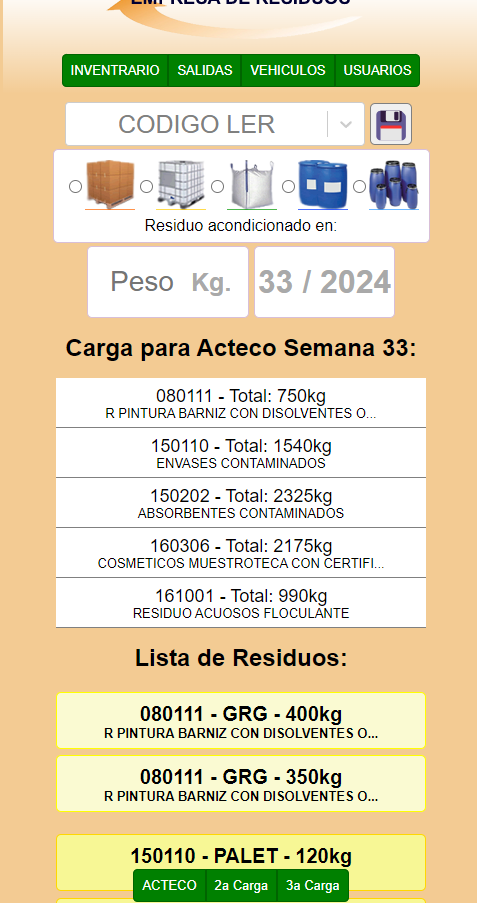 EMPRESA DE RESIDUOS
INVENTRARIO SALIDAS VEHICULOS USUARIOS
CODIGO LER
Residuo acondicionado en:
Peso Kg. 33 / 2024
Carga para Acteco Semana 33:
080111 - Total: 750kg
R PINTURA BARNIZ CON DISOLVENTES O...
150110 - Total: 1540kg
ENVASES CONTAMINADOS
150202 - Total: 2325kg
ABSORBENTES CONTAMINADOS
160306 - Total: 2175kg
COSMETICOS MUESTROTECA CON CERTIFI...
161001 - Total: 990kg
RESIDUO ACUOSOS FLOCULANTE
Lista de Residuos:
080111 - GRG - 400kg
R PINTURA BARNIZ CON DISOLVENTES O...
080111 - GRG - 350kg
R PINTURA BARNIZ CON DISOLVENTES O...
150110 - PALET - 120kg
ACTECO 2a Carga 3a Carga